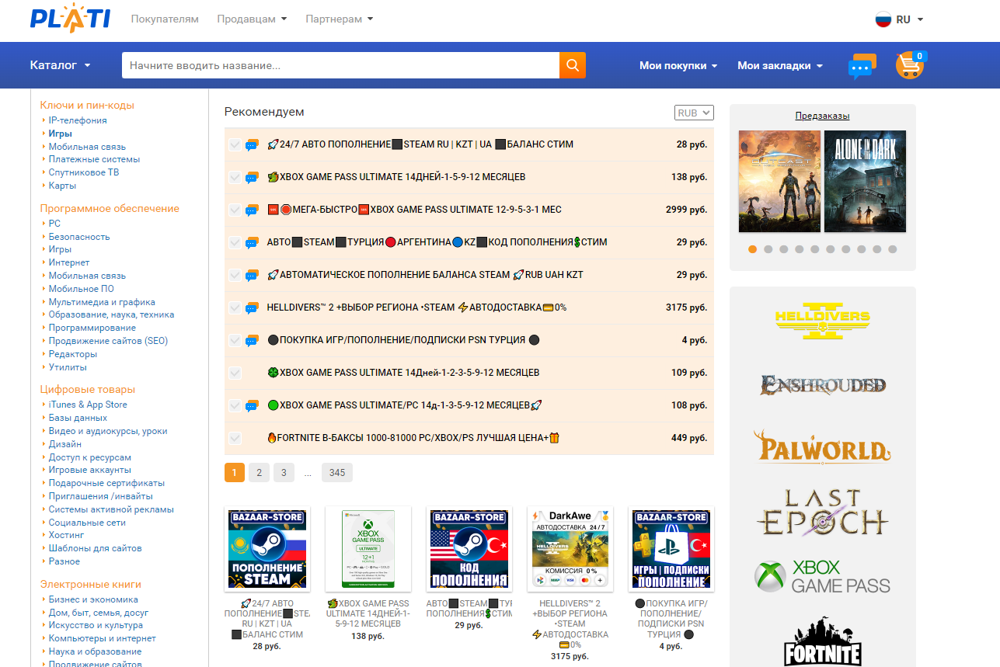 PLATI
Покупателям
Продавцам
Партнерам
RU
Каталог
Начните вводить название...
Мои покупки
Мои закладки
0
Ключи и пин-коды
IP-телефония
Игры
Мобильная связь
Платежные системы
Спутниковое ТВ
Карты
Программное обеспечение
PC
Безопасность
Игры
Интернет
Мобильная связь
Мобильное ПО
Мультимедиа и графика
Образование, наука, техника
Программирование
Продвижение сайтов (SEO)
Редакторы
Утилиты
Цифровые товары
iTunes & App Store
Базы данных
Видео и аудиокурсы, уроки
Дизайн
Доступ к ресурсам
Игровые аккаунты
Подарочные сертификаты
Приглашения /инвайты
Системы активной рекламы
Социальные сети
Хостинг
Шаблоны для сайтов
Разное
Электронные книги
Бизнес и экономика
Дом, быт, семья, досуг
Искусство и культура
Компьютеры и интернет
Наука и образование
Продвижение сайтов
Рекомендуем
RUB
🚀24/7 АВТО ПОПОЛНЕНИЕ⬛STEAM RU | KZT | UA ⬛БАЛАНС СТИМ 28 руб.
🐲XBOX GAME PASS ULTIMATE 14ДНЕЙ-1-5-9-12 МЕСЯЦЕВ 138 руб.
🆘🛑МЕГА-БЫСТРО🆘XBOX GAME PASS ULTIMATE 12-9-5-3-1 МЕС 2999 руб.
АВТО⬛STEAM⬛ТУРЦИЯ🔴АРГЕНТИНА🔵KZ⬛КОД ПОПОЛНЕНИЯ💲СТИМ 29 руб.
🚀АВТОМАТИЧЕСКОЕ ПОПОЛНЕНИЕ БАЛАНСА STEAM 🚀RUB UAH KZT 29 руб.
HELLDIVERS™ 2 +ВЫБОР РЕГИОНА •STEAM ⚡АВТОДОСТАВКА💳0% 3175 руб.
⚫ПОКУПКА ИГР/ПОПОЛНЕНИЕ/ПОДПИСКИ PSN ТУРЦИЯ ⚫ 4 руб.
🍀XBOX GAME PASS ULTIMATE 14Дней-1-2-3-5-9-12 МЕСЯЦЕВ 109 руб.
🟢XBOX GAME PASS ULTIMATE/PC 14д-1-3-5-9-12 МЕСЯЦЕВ🚀 108 руб.
🔥FORTNITE В-БАКСЫ 1000-81000 PC/XBOX/PS ЛУЧШАЯ ЦЕНА+🎁 449 руб.
1 2 3 ... 345
BAZAAR-STORE
ПОПОЛНЕНИЕ
STEAM
🚀24/7 АВТО
ПОПОЛНЕНИЕ⬛STEA
RU | KZT | UA
⬛БАЛАНС СТИМ
28 руб.
Microsoft
XBOX
GAME PASS
ULTIMATE
12+1
MONTHS
🐲XBOX GAME PASS
ULTIMATE 14ДНЕЙ-1-
5-9-12 МЕСЯЦЕВ
138 руб.
BAZAAR-STORE
КОД
ПОПОЛНЕНИЯ
АВТО⬛STEAM⬛ТУР
ПОПОЛНЕНИЯ💲СТИМ
29 руб.
DarkAwe
АВТОДОСТАВКА 24 / 7
HELLDIVERS
КОМИССИЯ 0 %
МИР VISA
HELLDIVERS™ 2
+ВЫБОР РЕГИОНА
•STEAM
⚡АВТОДОСТАВКА
💳0%
3175 руб.
BAZAAR-STORE
ИГРЫ | ПОДПИСКИ
ПОПОЛНЕНИЕ
⚫ПОКУПКА ИГР/
ПОПОЛНЕНИЕ/
ПОДПИСКИ PSN
ТУРЦИЯ ⚫
4 руб.
Предзаказы
OUTCAST
ALONE IN THE DARK
HELLDIVERS II
ENSHROUDED
PALWORLD
LAST
EPOCH
XBOX
GAME PASS
FORTNITE